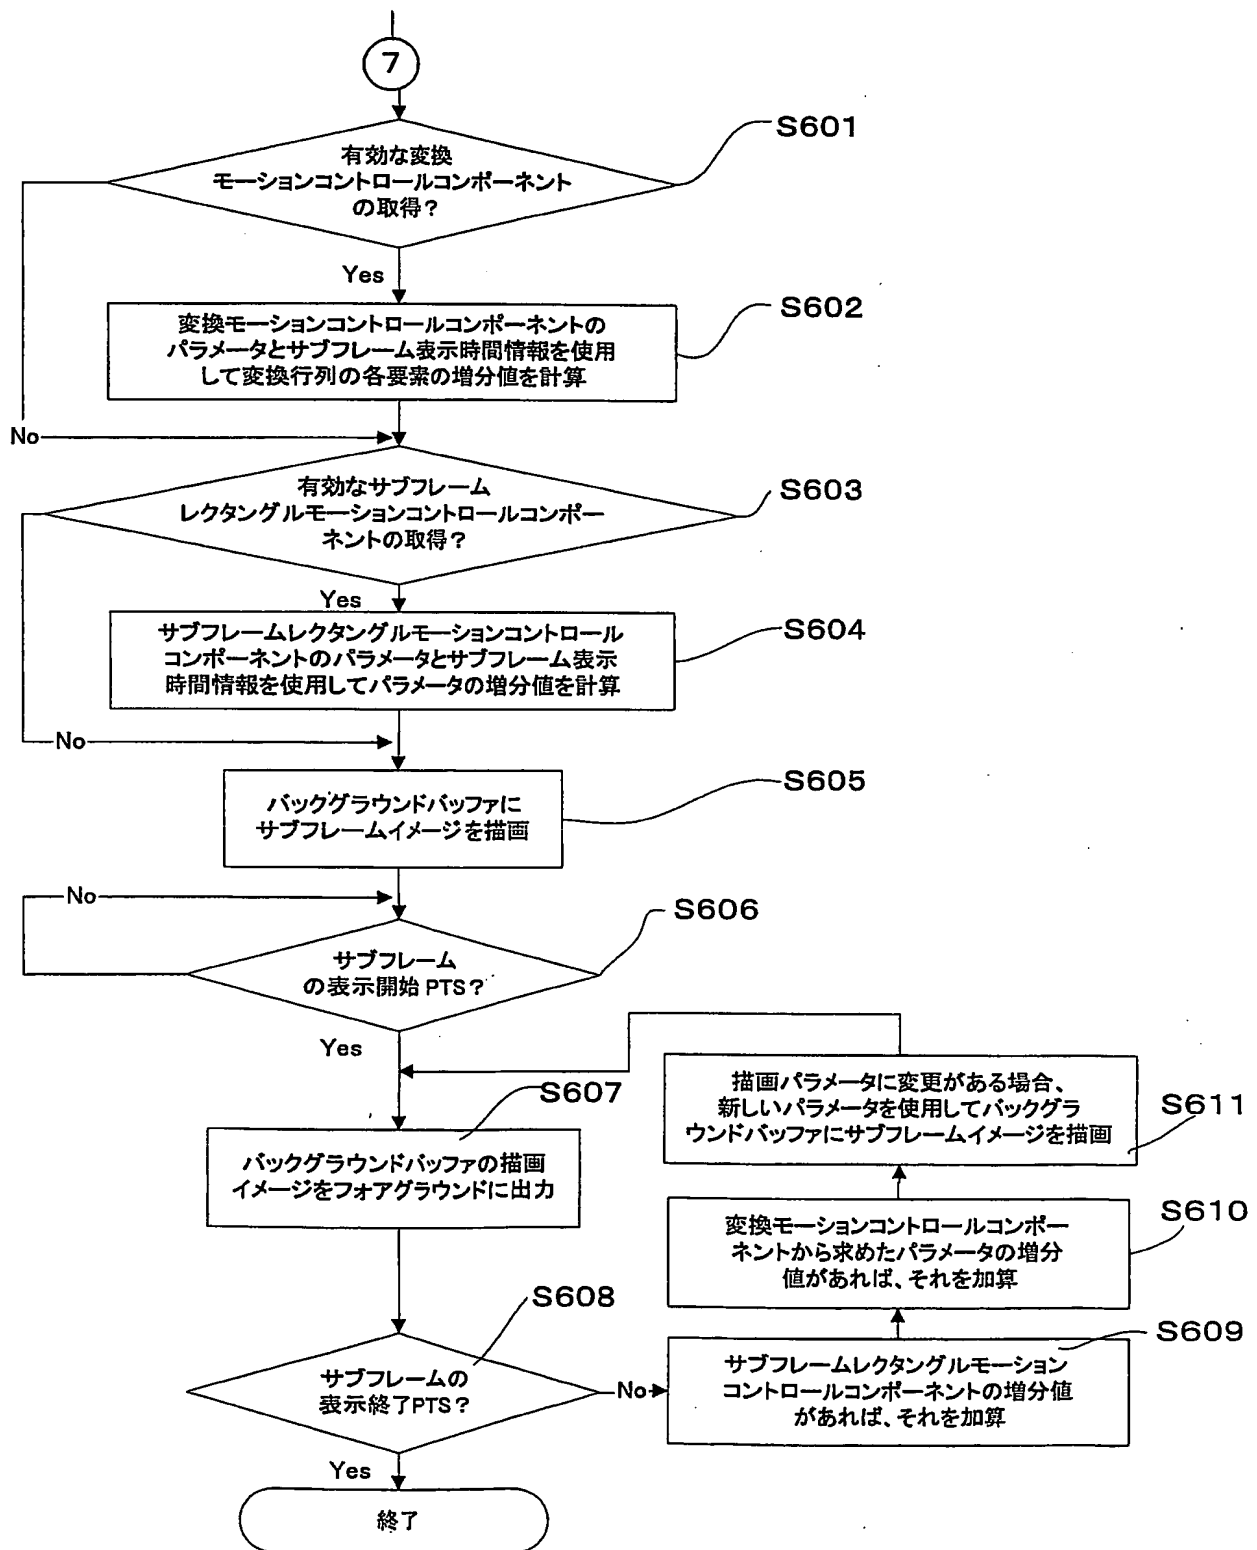 7
S601
有効な変換
モーションコントロールコンポーネント
の取得？
Yes
S602
変換モーションコントロールコンポーネントの
パラメータとサブフレーム表示時間情報を使用
して変換行列の各要素の増分値を計算
No
有効なサブフレーム
レクタングルモーションコントロールコンポー
ネントの取得？
S603
Yes
サブフレームレクタングルモーションコントロール
コンポーネントのパラメータとサブフレーム表示
時間情報を使用してパラメータの増分値を計算
S604
No
S605
バックグラウンドバッファに
サブフレームイメージを描画
No
S606
サブフレーム
の表示開始PTS？
Yes
S607
バックグラウンドバッファの描画
イメージをフォアグラウンドに出力
描画パラメータに変更がある場合、
新しいパラメータを使用してバックグラ
ウンドバッファにサブフレームイメージを描画
S611
変換モーションコントロールコンポー
ネントから求めたパラメータの増分
値があれば、それを加算
S610
S608
サブフレームの
表示終了PTS？
No
サブフレームレクタングルモーション
コントロールコンポーネントの増分値
があれば、それを加算
S609
Yes
終了